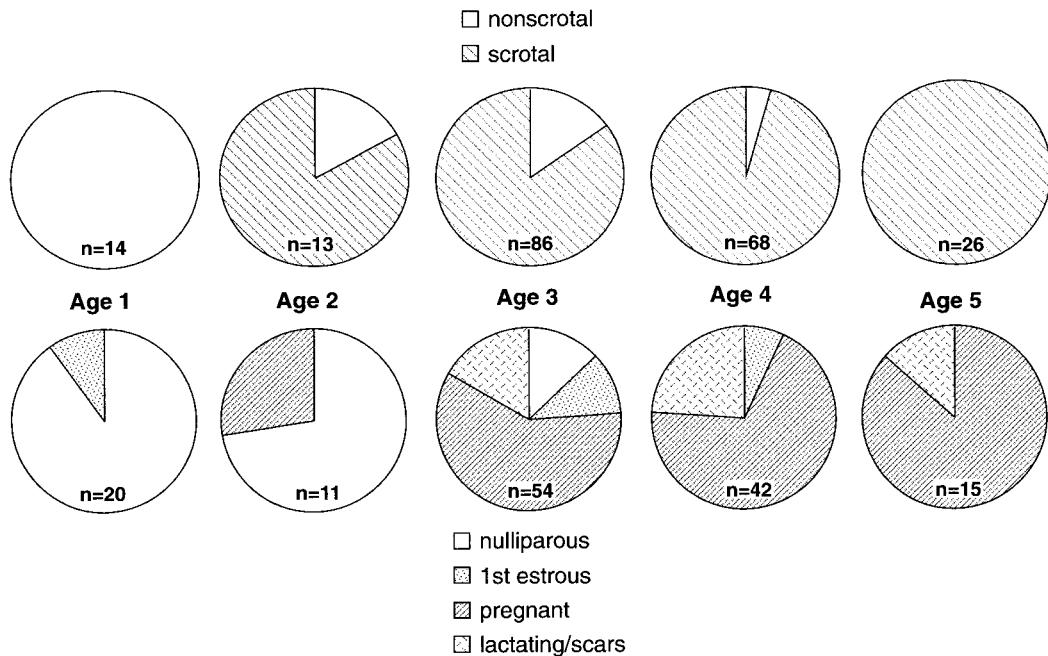 nonscrotal
scrotal
n=14 n=13 n=86 n=68 n=26
Age 1 Age 2 Age 3 Age 4 Age 5
n=20 n=11 n=54 n=42 n=15
nulliparous
1st estrous
pregnant
lactating/scars